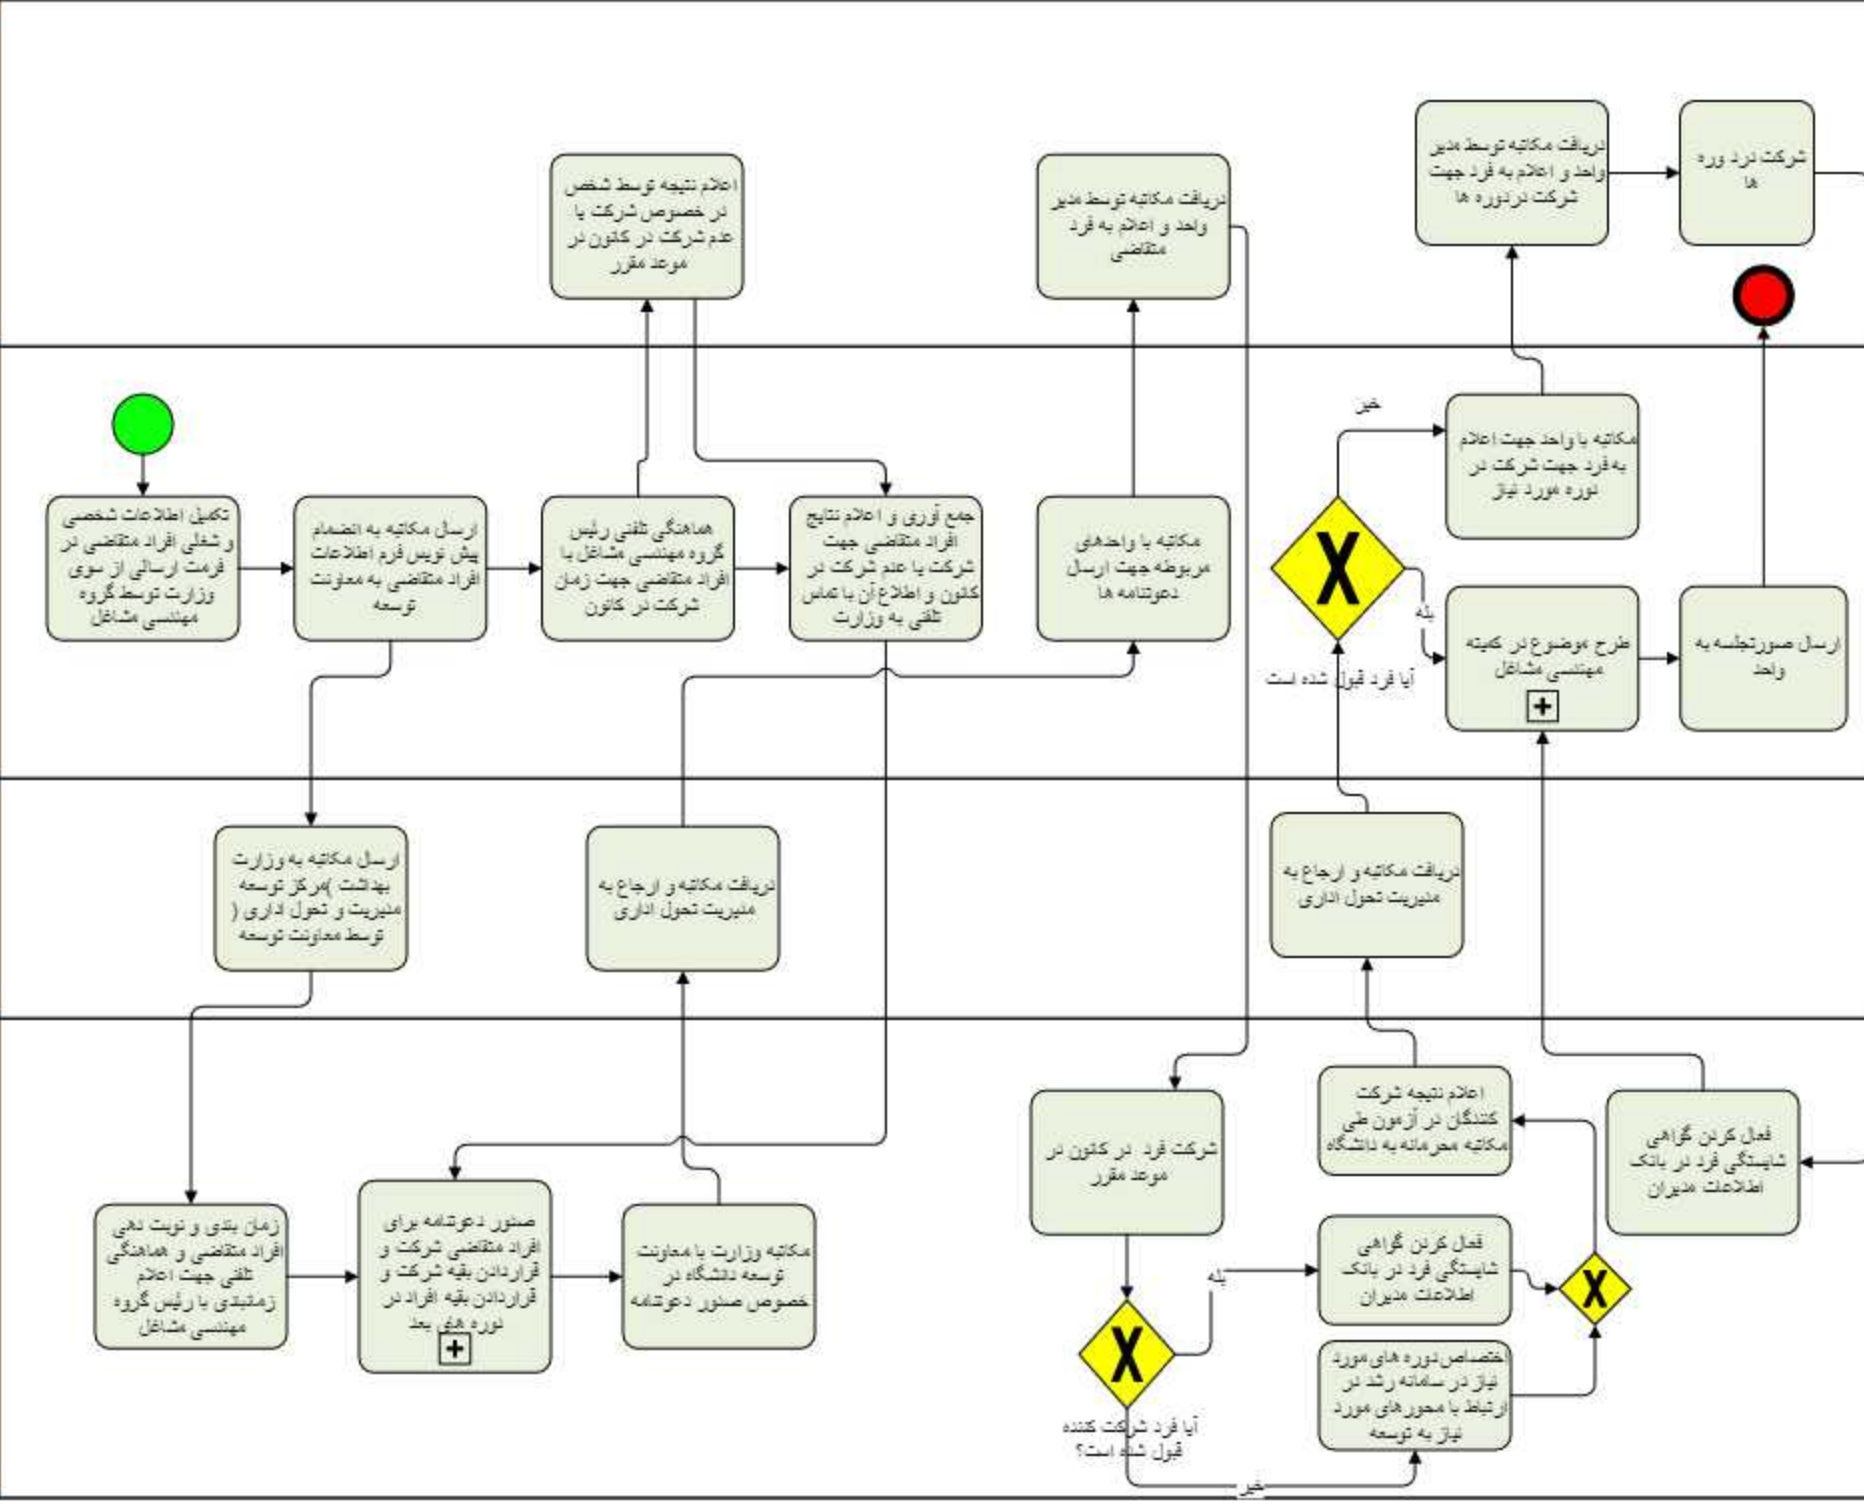 اعلام نتیجه توسط شخص
در خصوص شرکت یا
عدم شرکت در کانون در
موعد مقرر
دریافت مکاتبه توسط مدیر
واحد و اعلام به فرد
متقاضی
دریافت مکاتبه توسط مدیر
واحد و اعلام به فرد جهت
شرکت دردوره ها
شرکت درد وره
ها
تکمیل اطلاعات شخصی
و شغلی افراد متقاضی در
فرمت ارسالی از سوی
وزارت توسط گروه
مهندسی مشاغل
ارسال مکاتبه به انضمام
پیش نویس فرم اطلاعات
افراد متقاضی به معاونت
توسعه
هماهنگی تلفنی رئیس
گروه مهندسی مشاغل با
افراد متقاضی جهت زمان
شرکت در کانون
جمع آوری و اعلام نتایج
افراد متقاضی جهت
شرکت یا عدم شرکت در
کانون و اطلاع آن با تماس
تلفنی به وزارت
مکاتبه با واحدهای
مربوطه جهت ارسال
دعوتنامه ها
خیر
مکاتبه با واحد جهت اعلام
به فرد جهت شرکت در
دوره مورد نیاز
بله
آیا فرد قبول شده است
طرح موضوع در کمیته
مهندسی مشاغل
ارسال صورتجلسه به
واحد
ارسال مکاتبه به وزارت
بهداشت )مرکز توسعه
مدیریت و تحول اداری (
توسط معاونت توسعه
دریافت مکاتبه و ارجاع به
مدیریت تحول اداری
دریافت مکاتبه و ارجاع به
مدیریت تحول اداری
زمان بندی و نوبت دهی
افراد متقاضی و هماهنگی
تلفنی جهت اعلام
زمانبندی با رئیس گروه
مهندسی مشاغل
صدور دعوتنامه برای
افراد متقاضی شرکت و
قراردادن بقیه شرکت و
قراردادن بقیه افراد در
دوره های بعد
مکاتبه وزارت با معاونت
توسعه دانشگاه در
خصوص صدور دعوتنامه
شرکت فرد در کانون در
موعد مقرر
آیا فرد شرکت کننده
قبول شده است؟
بله
خیر
اعلام نتیجه شرکت
کنندگان در آزمون طی
مکاتبه محرمانه به دانشگاه
فعال کردن گواهی
شایستگی فرد در بانک
اطلاعات مدیران
اختصاص دوره های مورد
نیاز در سامانه رشد در
ارتباط با محورهای مورد
نیاز به توسعه
فعال کردن گواهی
شایستگی فرد در بانک
اطلاعات مدیران